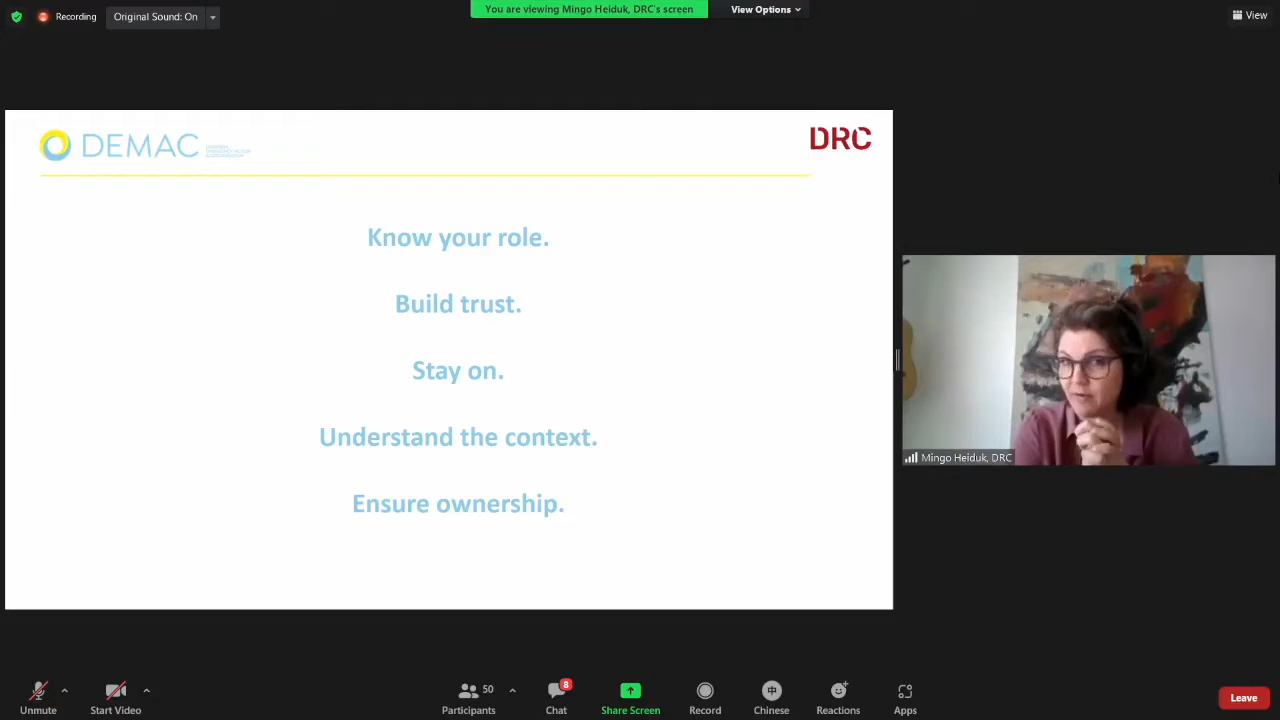 Recording
Original Sound: On
You are viewing Mingo Heiduk, DRC's screen
View Options
View
DEMAC
DRC
Know your role.
Build trust.
Stay on.
Understand the context.
Ensure ownership.
Mingo Heiduk, DRC
Unmute
Start Video
50
Participants
8
Chat
Share Screen
Record
中
Chinese
Reactions
Apps
Leave